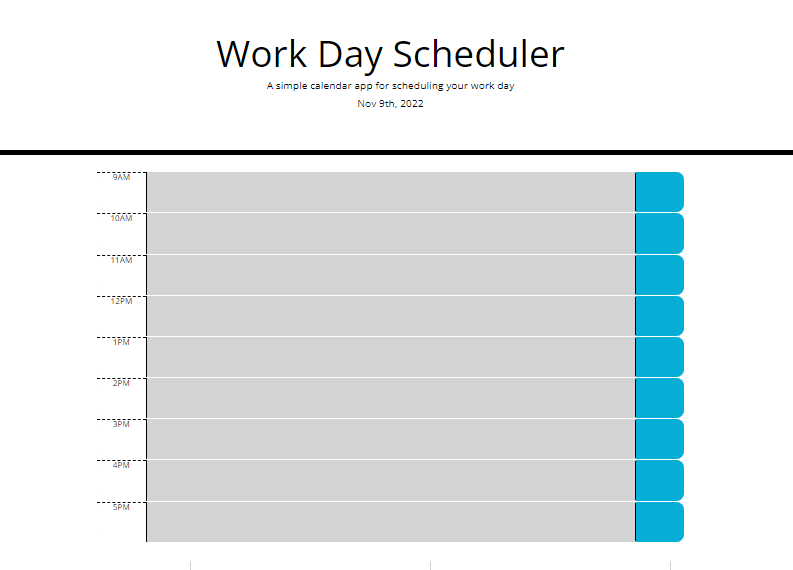 Work Day Scheduler
A simple calendar app for scheduling your work day
Nov 9th, 2022
9AM
10AM
11AM
12PM
1PM
2PM
3PM
4PM
5PM